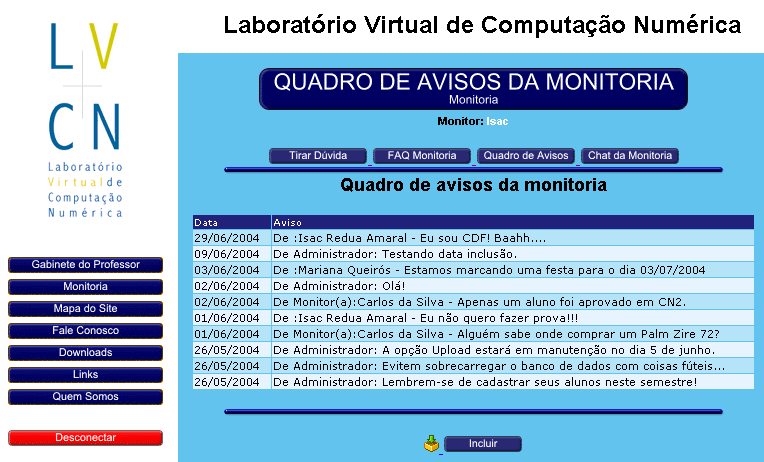 LV
CN
Laboratório
Virtual de
Computação
Numérica
Gabinete do Professor
Monitoria
Mapa do Site
Fale Conosco
Downloads
Links
Quem Somos
Desconectar
Laboratório Virtual de Computação Numérica
QUADRO DE AVISOS DA MONITORIA
Monitoria
Monitor: Isac
Tirar Dúvida FAQ Monitoria Quadro de Avisos Chat da Monitoria
Quadro de avisos da monitoria
Data Aviso
29/06/2004 De :Isac Redua Amaral - Eu sou CDF! Baahh....
09/06/2004 De Administrador: Testando data inclusão.
03/06/2004 De :Mariana Queirós - Estamos marcando uma festa para o dia 03/07/2004
02/06/2004 De Administrador: Olá!
02/06/2004 De Monitor(a):Carlos da Silva - Apenas um aluno foi aprovado em CN2.
01/06/2004 De :Isac Redua Amaral - Eu não quero fazer prova!!!
01/06/2004 De Monitor(a):Carlos da Silva - Alguém sabe onde comprar um Palm Zire 72?
26/05/2004 De Administrador: A opção Upload estará em manutenção no dia 5 de junho.
26/05/2004 De Administrador: Evitem sobrecarregar o banco de dados com coisas fúteis...
26/05/2004 De Administrador: Lembrem-se de cadastrar seus alunos neste semestre!
Incluir